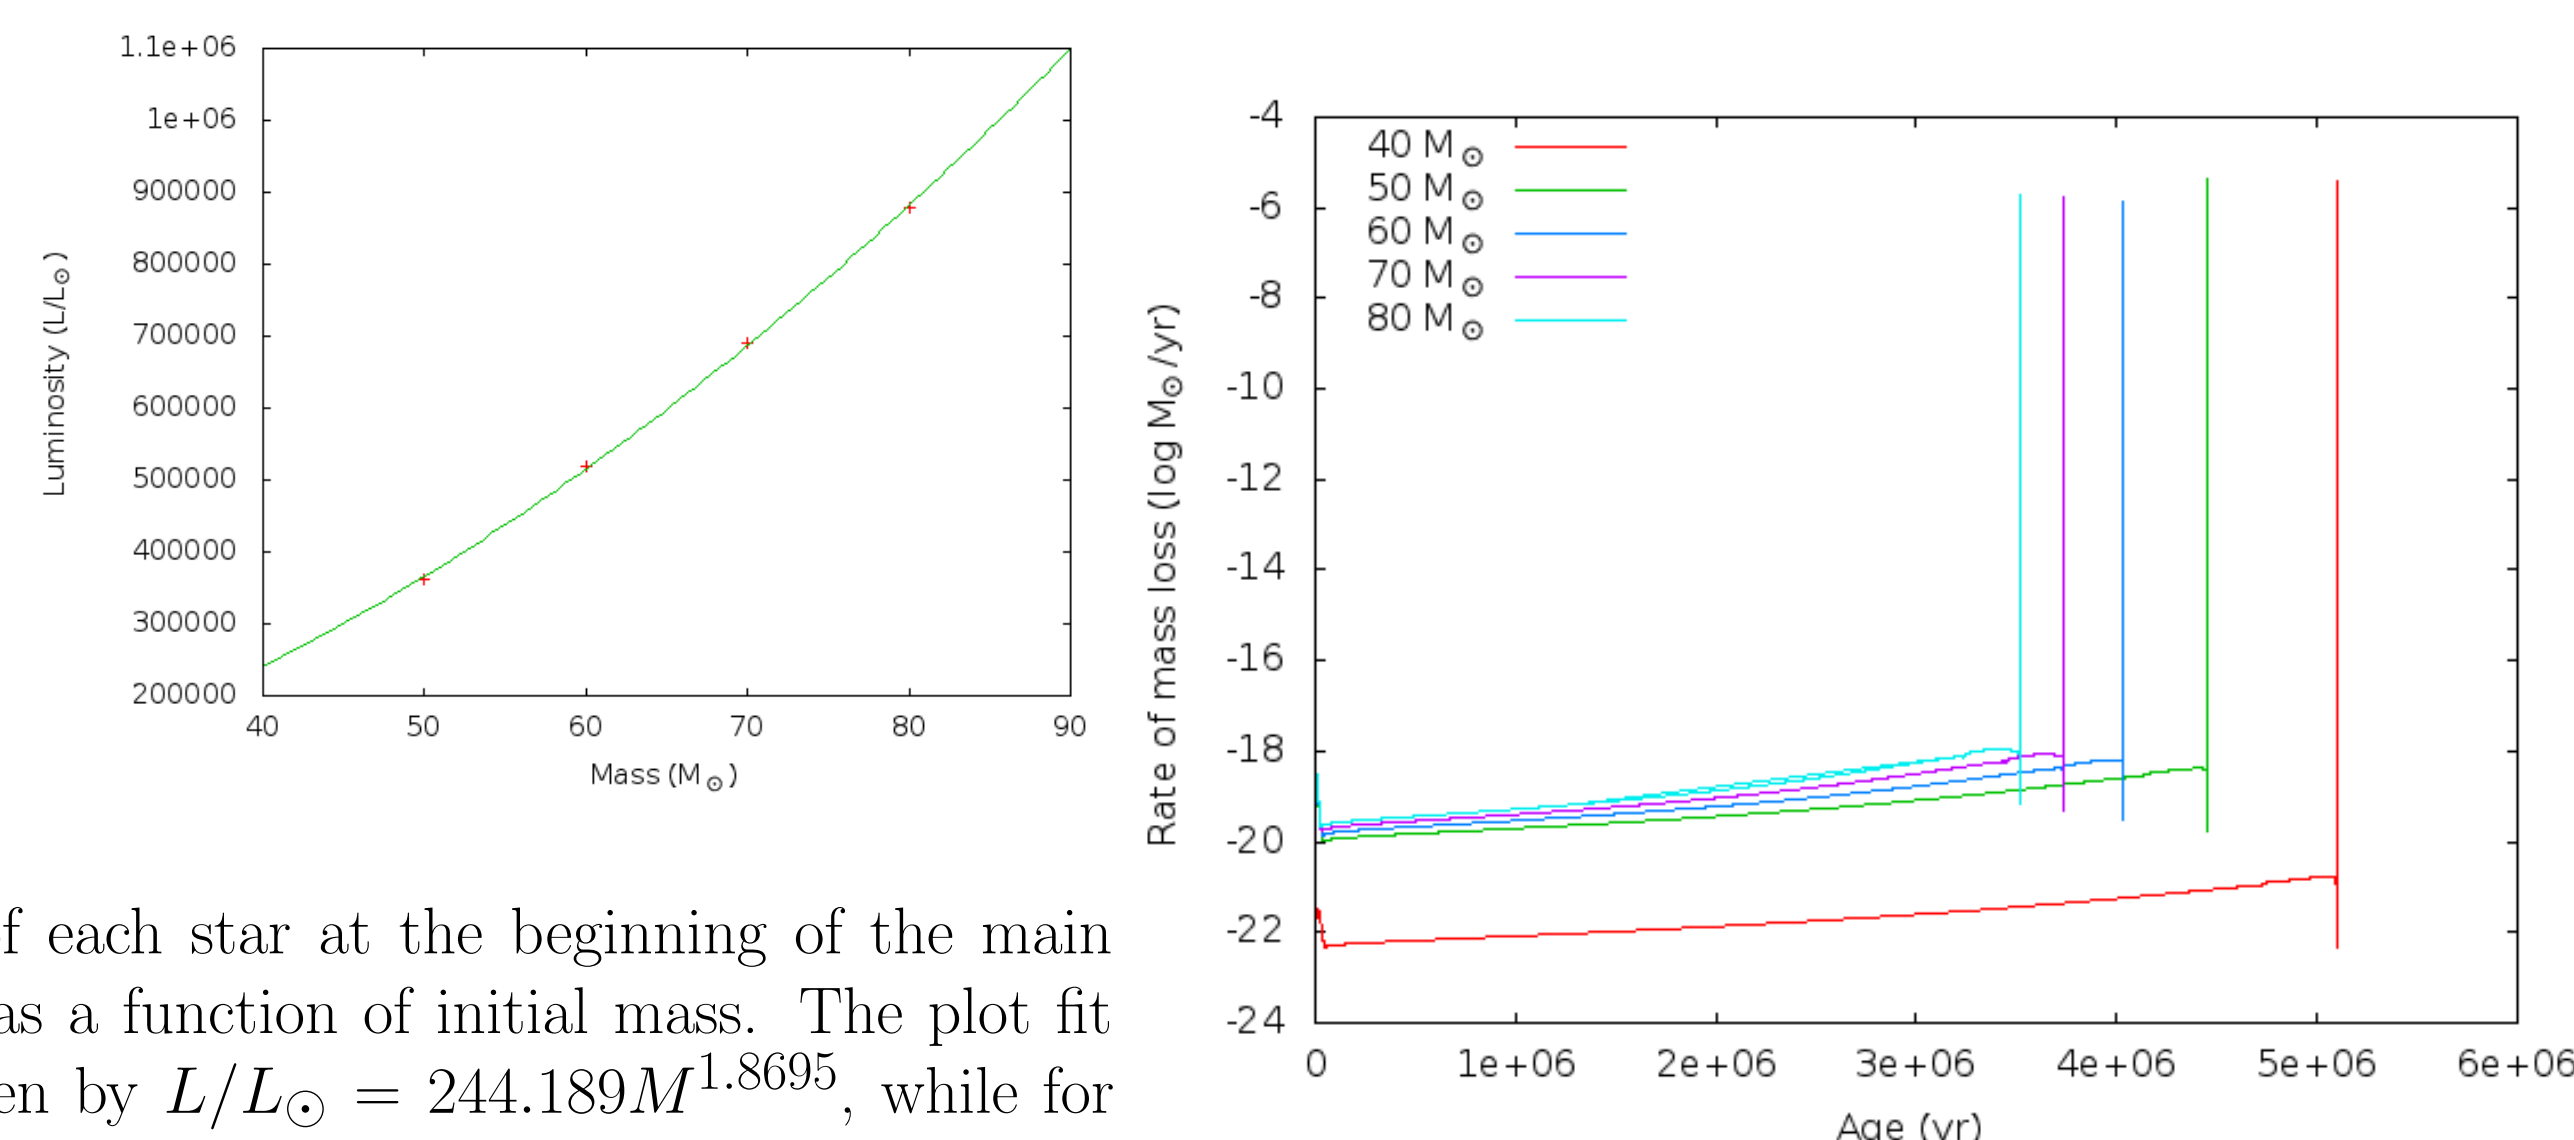 1.1e+06
1e+06
900000
800000
700000
600000
500000
400000
300000
200000
40 50 60 70 80 90
Luminosity (L/L⊙)
Mass (M⊙)
of each star at the beginning of the main
as a function of initial mass. The plot fit
en by L/L⊙ = 244.189M^1.8695, while for
-4
-6
-8
-10
-12
-14
-16
-18
-20
-22
-24
40 M⊙
50 M⊙
60 M⊙
70 M⊙
80 M⊙
Rate of mass loss (log M⊙/yr)
0 1e+06 2e+06 3e+06 4e+06 5e+06 6e+06
Age (yr)